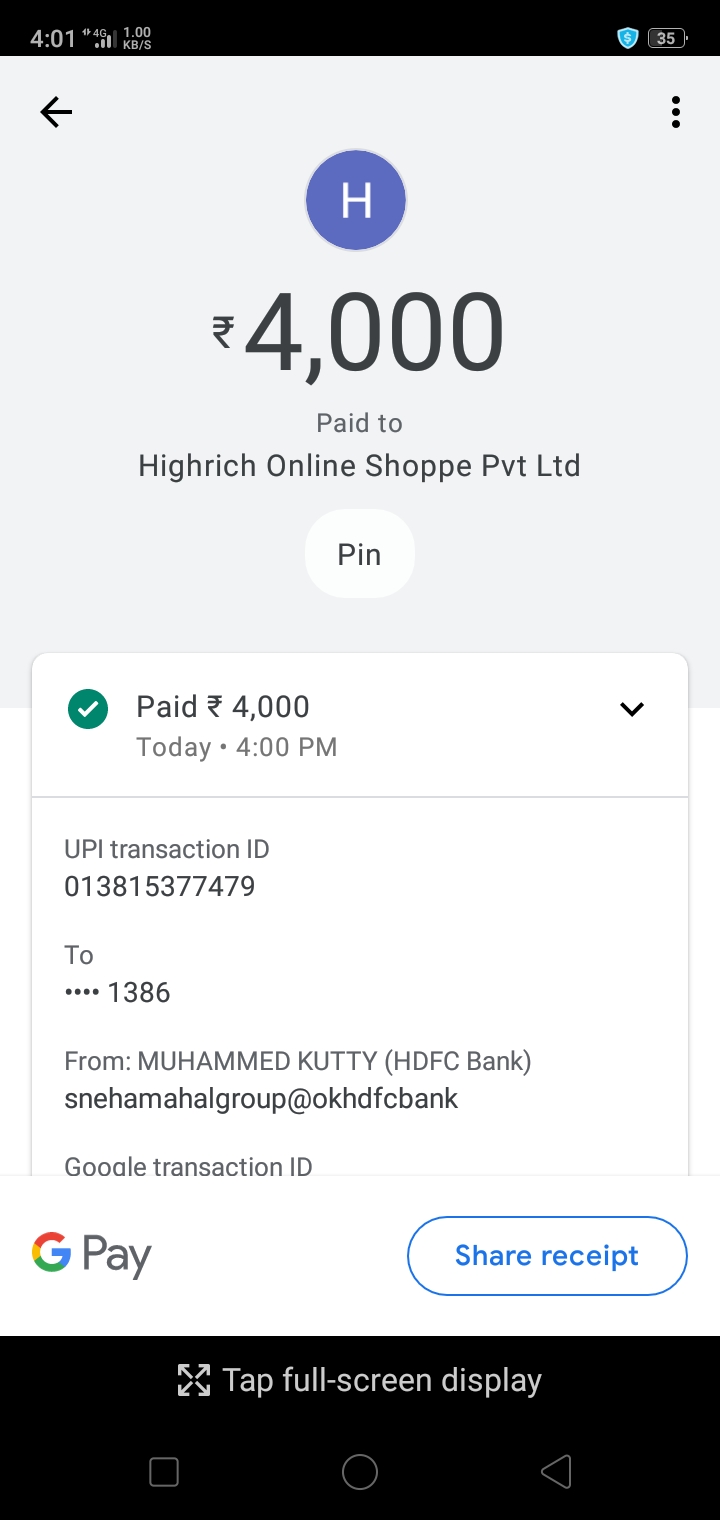 4:01 4G 1.00 KB/S 35
H
₹4,000
Paid to
Highrich Online Shoppe Pvt Ltd
Pin
Paid ₹ 4,000
Today • 4:00 PM
UPI transaction ID
013815377479
To
•••• 1386
From: MUHAMMED KUTTY (HDFC Bank)
snehamahalgroup@okhdfcbank
Google transaction ID
G Pay
Share receipt
Tap full-screen display